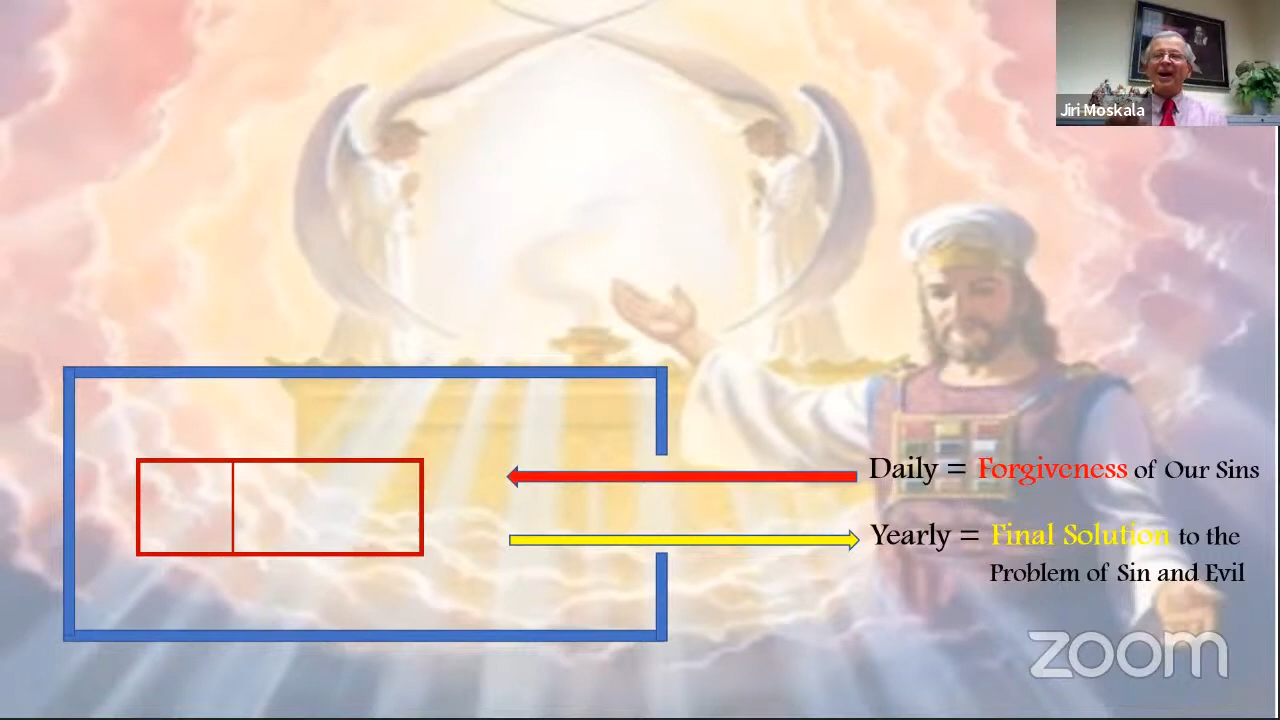 Jiri Moskala
Daily = Forgiveness of Our Sins
Yearly = Final Solution to the
Problem of Sin and Evil
zoom